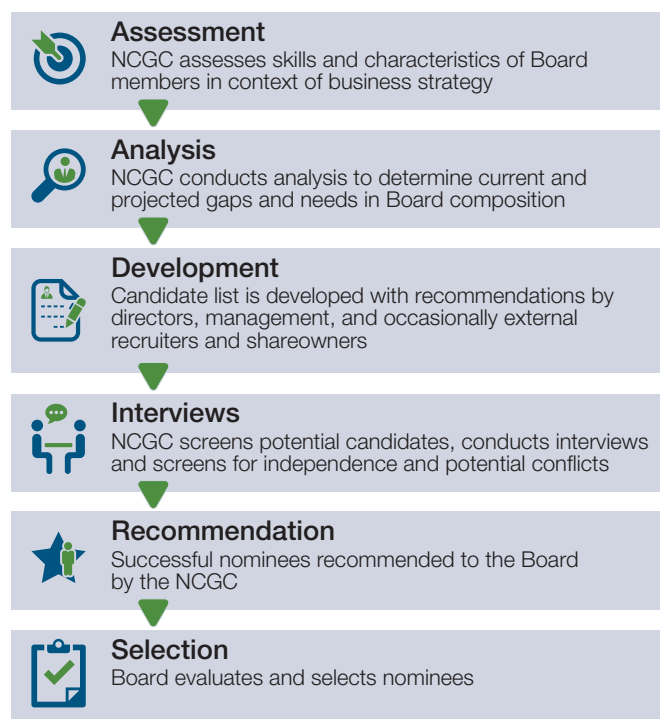 Assessment
NCGC assesses skills and characteristics of Board
members in context of business strategy
Analysis
NCGC conducts analysis to determine current and
projected gaps and needs in Board composition
Development
Candidate list is developed with recommendations by
directors, management, and occasionally external
recruiters and shareowners
Interviews
NCGC screens potential candidates, conducts interviews
and screens for independence and potential conflicts
Recommendation
Successful nominees recommended to the Board
by the NCGC
Selection
Board evaluates and selects nominees